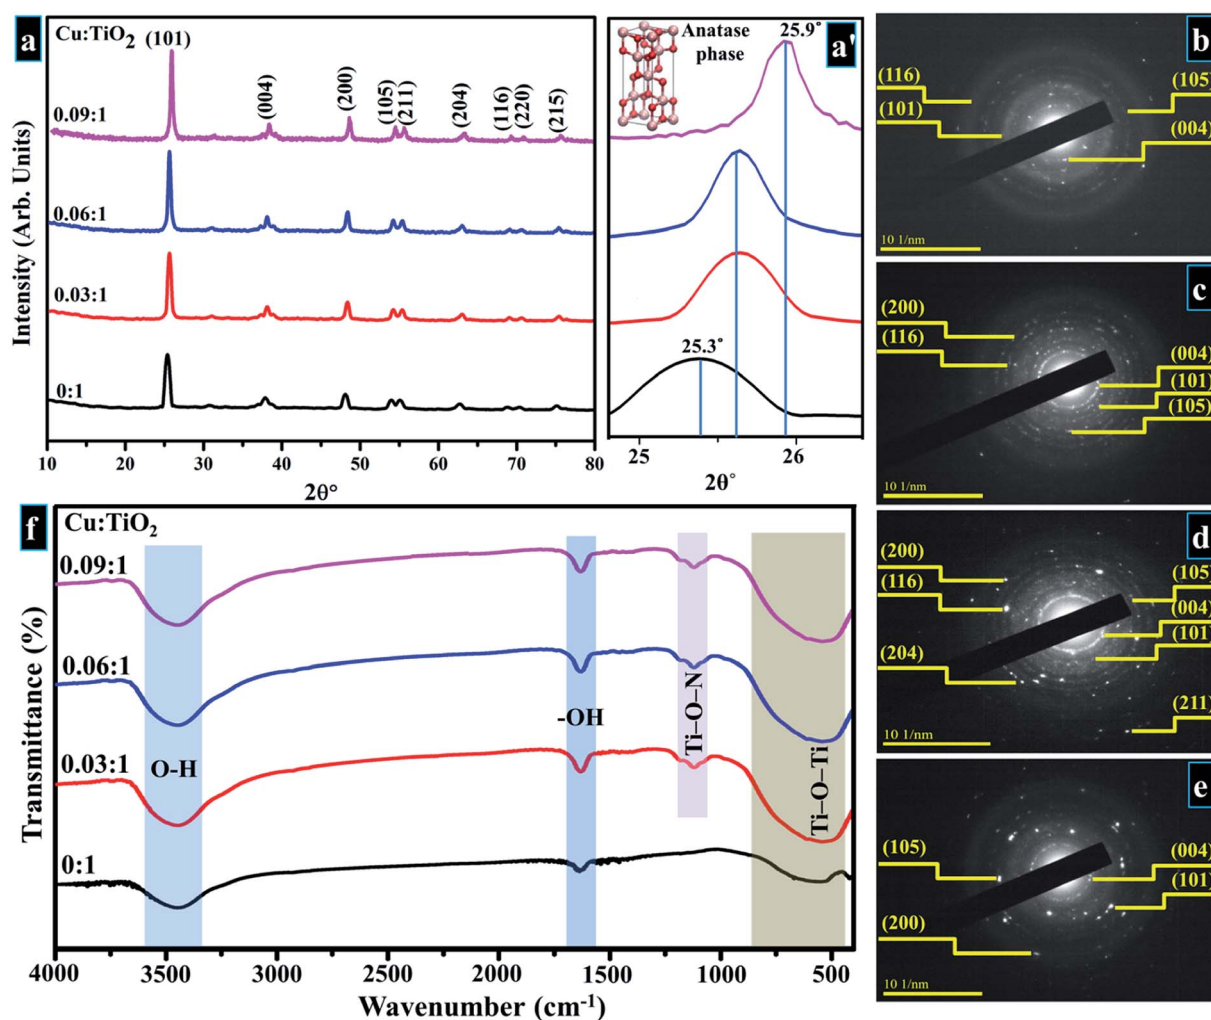 a
Cu:TiO2 (101)
(004)
(200)
(105)
(211)
(204)
(116)
(220)
(215)
0.09:1
0.06:1
0.03:1
0:1
Intensity (Arb. Units)
10 20 30 40 50 60 70 80
2θ°
Anatase
phase
25.9°
a'
25.3°
25 26
2θ°
b
(116)
(101)
(105)
(004)
10 1/nm
c
(200)
(116)
(004)
(101)
(105)
10 1/nm
d
(200)
(116)
(204)
(105)
(004)
(101)
(211)
10 1/nm
e
(105)
(200)
(004)
(101)
10 1/nm
f
Cu:TiO2
0.09:1
0.06:1
0.03:1
0:1
O-H
-OH
Ti–O–N
Ti–O–Ti
Transmittance (%)
4000 3500 3000 2500 2000 1500 1000 500
Wavenumber (cm-1)